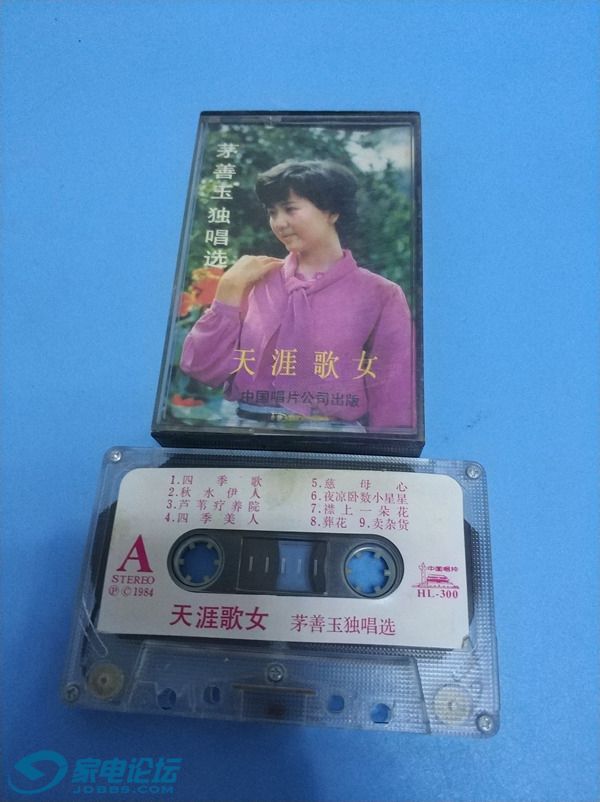 茅善玉独唱选
天涯歌女
中国唱片公司出版
1.四季歌
2.秋水伊人
3.芦苇疗养院
4.四季美人
5.慈母心
6.夜凉卧数小星星
7.襟上一朵花
8.葬花 9.卖杂货
A
STEREO
Ⓟ Ⓒ 1984
中国唱片
HL-300
天涯歌女 茅善玉独唱选
家电论坛
JDBBS.COM